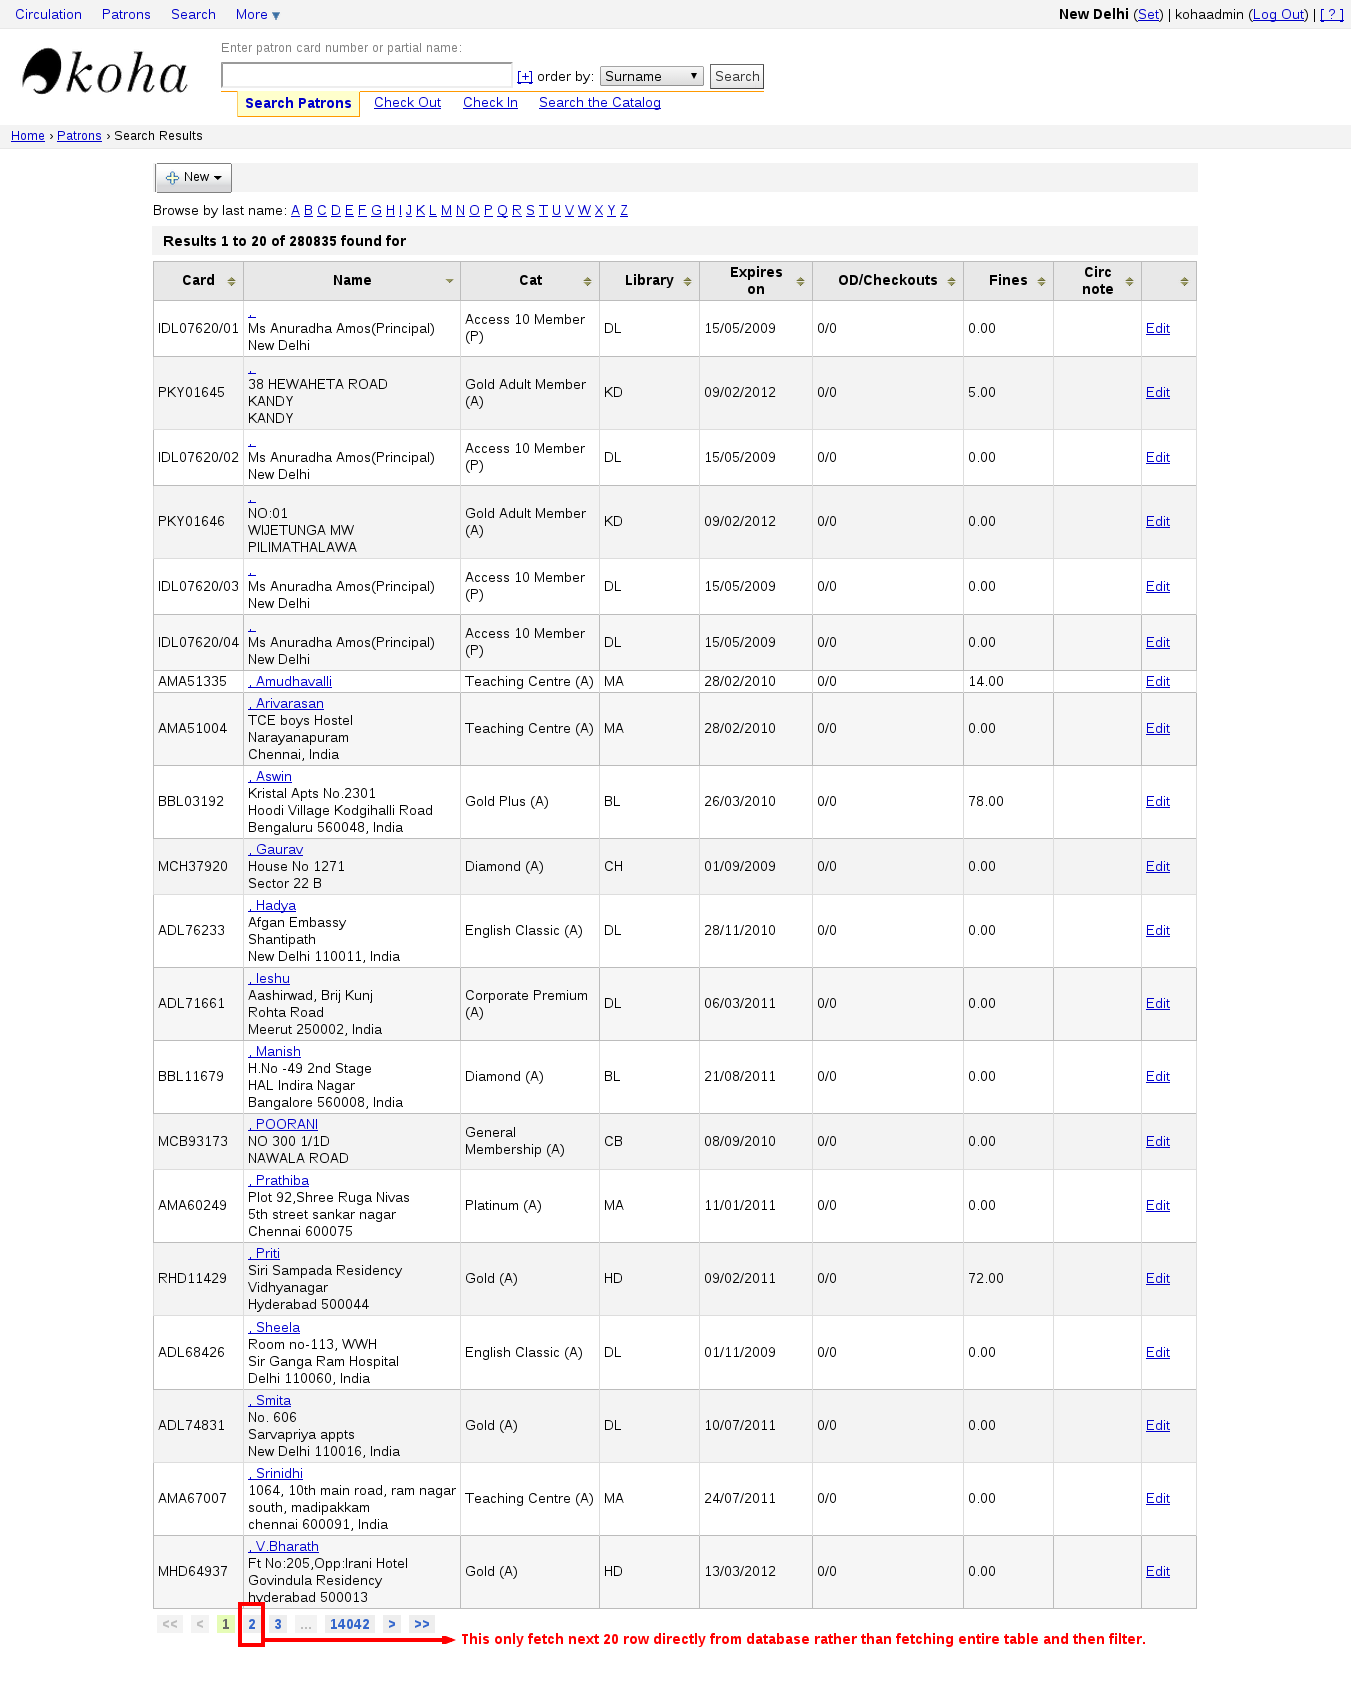 Circulation Patrons Search More ▼ New Delhi (Set) | kohaadmin (Log Out) | [ ? ]
koha
Enter patron card number or partial name:
[+] order by: Surname Search
Search Patrons Check Out Check In Search the Catalog
Home › Patrons › Search Results
New
Browse by last name: A B C D E F G H I J K L M N O P Q R S T U V W X Y Z
Results 1 to 20 of 280835 found for
Card Name Cat Library Expires on OD/Checkouts Fines Circ note
IDL07620/01 ,
Ms Anuradha Amos(Principal)
New Delhi Access 10 Member (P) DL 15/05/2009 0/0 0.00 Edit
PKY01645 ,
38 HEWAHETA ROAD
KANDY
KANDY Gold Adult Member (A) KD 09/02/2012 0/0 5.00 Edit
IDL07620/02 ,
Ms Anuradha Amos(Principal)
New Delhi Access 10 Member (P) DL 15/05/2009 0/0 0.00 Edit
PKY01646 ,
NO:01
WIJETUNGA MW
PILIMATHALAWA Gold Adult Member (A) KD 09/02/2012 0/0 0.00 Edit
IDL07620/03 ,
Ms Anuradha Amos(Principal)
New Delhi Access 10 Member (P) DL 15/05/2009 0/0 0.00 Edit
IDL07620/04 ,
Ms Anuradha Amos(Principal)
New Delhi Access 10 Member (P) DL 15/05/2009 0/0 0.00 Edit
AMA51335 , Amudhavalli Teaching Centre (A) MA 28/02/2010 0/0 14.00 Edit
AMA51004 , Arivarasan
TCE boys Hostel
Narayanapuram
Chennai, India Teaching Centre (A) MA 28/02/2010 0/0 0.00 Edit
BBL03192 , Aswin
Kristal Apts No.2301
Hoodi Village Kodgihalli Road
Bengaluru 560048, India Gold Plus (A) BL 26/03/2010 0/0 78.00 Edit
MCH37920 , Gaurav
House No 1271
Sector 22 B Diamond (A) CH 01/09/2009 0/0 0.00 Edit
ADL76233 , Hadya
Afgan Embassy
Shantipath
New Delhi 110011, India English Classic (A) DL 28/11/2010 0/0 0.00 Edit
ADL71661 , Ieshu
Aashirwad, Brij Kunj
Rohta Road
Meerut 250002, India Corporate Premium (A) DL 06/03/2011 0/0 0.00 Edit
BBL11679 , Manish
H.No -49 2nd Stage
HAL Indira Nagar
Bangalore 560008, India Diamond (A) BL 21/08/2011 0/0 0.00 Edit
MCB93173 , POORANI
NO 300 1/1D
NAWALA ROAD General Membership (A) CB 08/09/2010 0/0 0.00 Edit
AMA60249 , Prathiba
Plot 92,Shree Ruga Nivas
5th street sankar nagar
Chennai 600075 Platinum (A) MA 11/01/2011 0/0 0.00 Edit
RHD11429 , Priti
Siri Sampada Residency
Vidhyanagar
Hyderabad 500044 Gold (A) HD 09/02/2011 0/0 72.00 Edit
ADL68426 , Sheela
Room no-113, WWH
Sir Ganga Ram Hospital
Delhi 110060, India English Classic (A) DL 01/11/2009 0/0 0.00 Edit
ADL74831 , Smita
No. 606
Sarvapriya appts
New Delhi 110016, India Gold (A) DL 10/07/2011 0/0 0.00 Edit
AMA67007 , Srinidhi
1064, 10th main road, ram nagar
south, madipakkam
chennai 600091, India Teaching Centre (A) MA 24/07/2011 0/0 0.00 Edit
MHD64937 , V.Bharath
Ft No:205,Opp:Irani Hotel
Govindula Residency
hyderabad 500013 Gold (A) HD 13/03/2012 0/0 0.00 Edit
<< < 1 2 3 ... 14042 > >>
This only fetch next 20 row directly from database rather than fetching entire table and then filter.